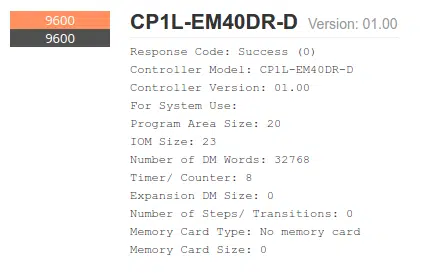 9600
9600
CP1L-EM40DR-D Version: 01.00
Response Code: Success (0)
Controller Model: CP1L-EM40DR-D
Controller Version: 01.00
For System Use:
Program Area Size: 20
IOM Size: 23
Number of DM Words: 32768
Timer/ Counter: 8
Expansion DM Size: 0
Number of Steps/ Transitions: 0
Memory Card Type: No memory card
Memory Card Size: 0